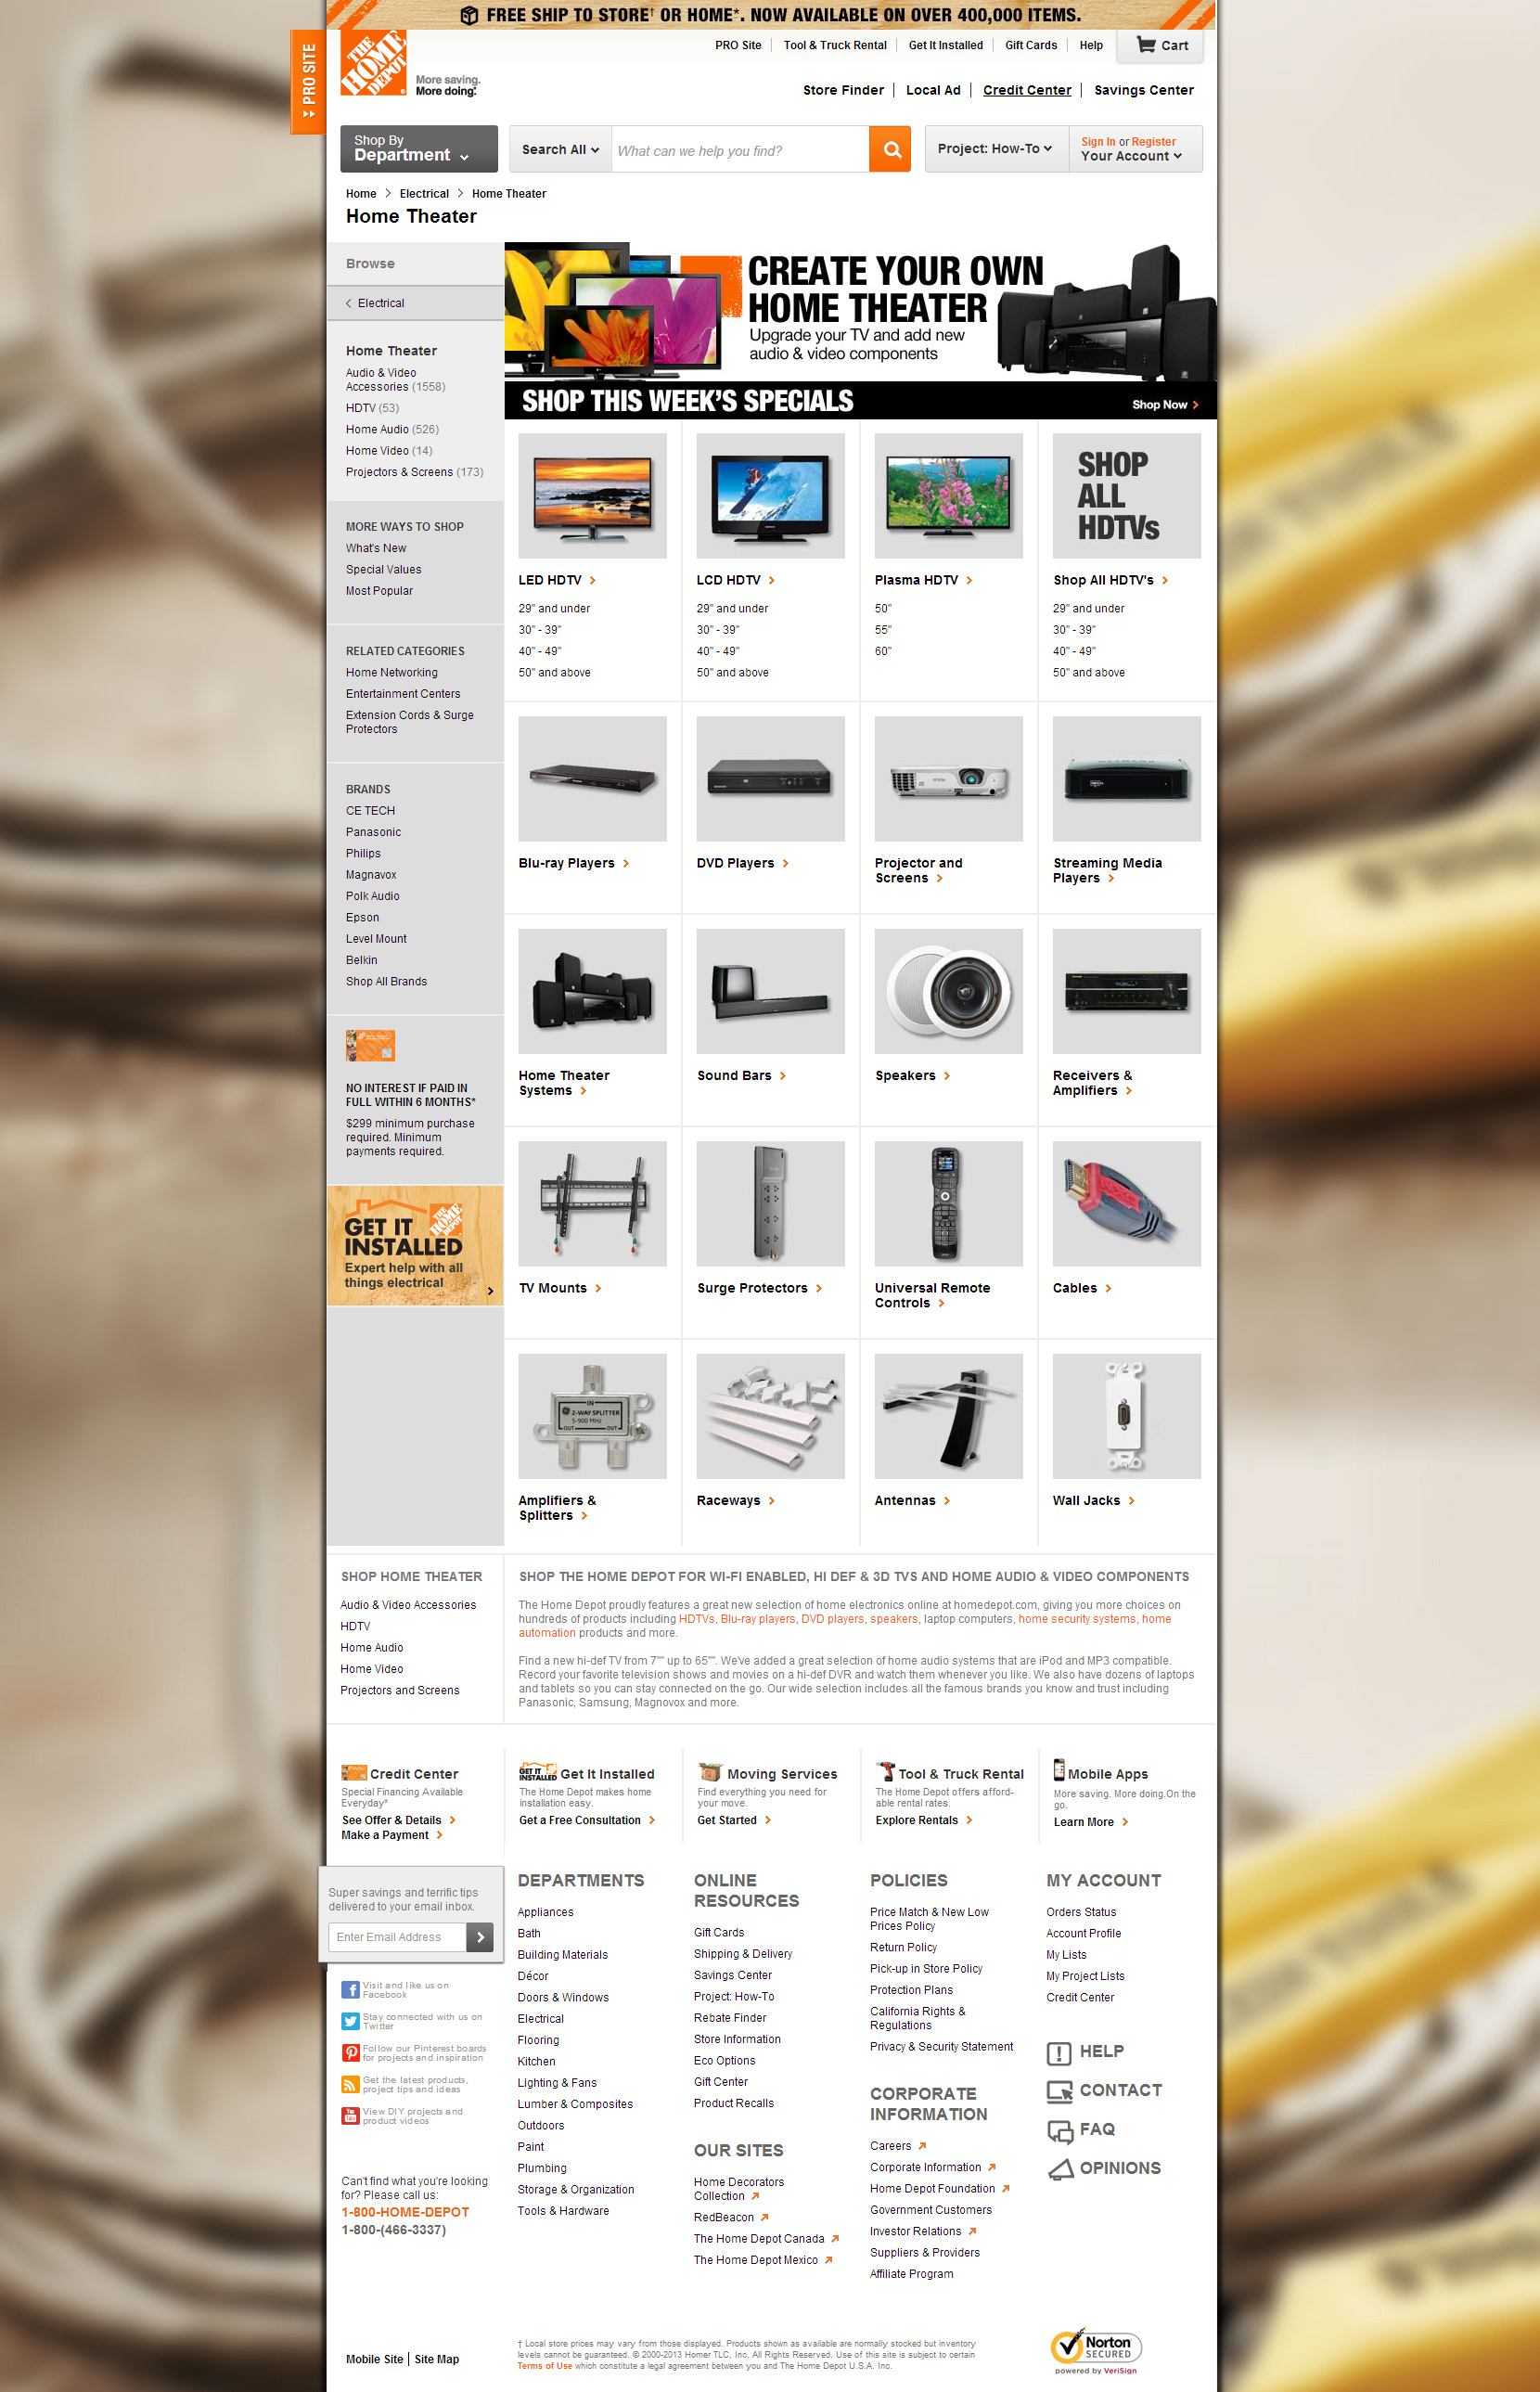 FREE SHIP TO STORE† OR HOME*. NOW AVAILABLE ON OVER 400,000 ITEMS.
PRO SITE
THE HOME DEPOT
More saving.
More doing.
PRO Site
Tool & Truck Rental
Get It Installed
Gift Cards
Help
Cart
Store Finder
Local Ad
Credit Center
Savings Center
Shop By
Department
Search All
What can we help you find?
Project: How-To
Sign In or Register
Your Account
Home > Electrical > Home Theater
Home Theater
Browse
Electrical
Home Theater
Audio & Video
Accessories (1558)
HDTV (53)
Home Audio (526)
Home Video (14)
Projectors & Screens (173)
MORE WAYS TO SHOP
What's New
Special Values
Most Popular
RELATED CATEGORIES
Home Networking
Entertainment Centers
Extension Cords & Surge
Protectors
BRANDS
CE TECH
Panasonic
Philips
Magnavox
Polk Audio
Epson
Level Mount
Belkin
Shop All Brands
NO INTEREST IF PAID IN
FULL WITHIN 6 MONTHS*
$299 minimum purchase
required. Minimum
payments required.
GET IT
INSTALLED
THE HOME DEPOT
Expert help with all
things electrical
CREATE YOUR OWN
HOME THEATER
Upgrade your TV and add new
audio & video components
SHOP THIS WEEK'S SPECIALS
Shop Now
SHOP
ALL
HDTVs
LED HDTV
29" and under
30" - 39"
40" - 49"
50" and above
LCD HDTV
29" and under
30" - 39"
40" - 49"
50" and above
Plasma HDTV
50"
55"
60"
Shop All HDTV's
29" and under
30" - 39"
40" - 49"
50" and above
Blu-ray Players
DVD Players
Projector and
Screens
Streaming Media
Players
Home Theater
Systems
Sound Bars
Speakers
Receivers &
Amplifiers
TV Mounts
Surge Protectors
Universal Remote
Controls
Cables
IN
2-WAY SPLITTER
5-900 MHz
OUT OUT
Amplifiers &
Splitters
Raceways
Antennas
Wall Jacks
SHOP HOME THEATER
Audio & Video Accessories
HDTV
Home Audio
Home Video
Projectors and Screens
SHOP THE HOME DEPOT FOR WI-FI ENABLED, HI DEF & 3D TVS AND HOME AUDIO & VIDEO COMPONENTS
The Home Depot proudly features a great new selection of home electronics online at homedepot.com, giving you more choices on
hundreds of products including HDTVs, Blu-ray players, DVD players, speakers, laptop computers, home security systems, home
automation products and more.
Find a new hi-def TV from 7"" up to 65"". We've added a great selection of home audio systems that are iPod and MP3 compatible.
Record your favorite television shows and movies on a hi-def DVR and watch them whenever you like. We also have dozens of laptops
and tablets so you can stay connected on the go. Our wide selection includes all the famous brands you know and trust including
Panasonic, Samsung, Magnovox and more.
Credit Center
Special Financing Available
Everyday*
See Offer & Details
Make a Payment
GET IT
INSTALLED
Get It Installed
The Home Depot makes home
installation easy.
Get a Free Consultation
Moving Services
Find everything you need for
your move.
Get Started
Tool & Truck Rental
The Home Depot offers afford-
able rental rates.
Explore Rentals
Mobile Apps
More saving. More doing.On the
go.
Learn More
Super savings and terrific tips
delivered to your email inbox.
Enter Email Address
Visit and like us on
Facebook
Stay connected with us on
Twitter
Follow our Pinterest boards
for projects and inspiration
Get the latest products,
project tips and ideas
View DIY projects and
product videos
Can't find what you're looking
for? Please call us:
1-800-HOME-DEPOT
1-800-(466-3337)
DEPARTMENTS
Appliances
Bath
Building Materials
Décor
Doors & Windows
Electrical
Flooring
Kitchen
Lighting & Fans
Lumber & Composites
Outdoors
Paint
Plumbing
Storage & Organization
Tools & Hardware
ONLINE
RESOURCES
Gift Cards
Shipping & Delivery
Savings Center
Project: How-To
Rebate Finder
Store Information
Eco Options
Gift Center
Product Recalls
OUR SITES
Home Decorators
Collection
RedBeacon
The Home Depot Canada
The Home Depot Mexico
POLICIES
Price Match & New Low
Prices Policy
Return Policy
Pick-up in Store Policy
Protection Plans
California Rights &
Regulations
Privacy & Security Statement
CORPORATE
INFORMATION
Careers
Corporate Information
Home Depot Foundation
Government Customers
Investor Relations
Suppliers & Providers
Affiliate Program
MY ACCOUNT
Orders Status
Account Profile
My Lists
My Project Lists
Credit Center
HELP
CONTACT
FAQ
OPINIONS
Mobile Site | Site Map
† Local store prices may vary from those displayed. Products shown as available are normally stocked but inventory
levels cannot be guaranteed. © 2000-2013 Homer TLC, Inc. All Rights Reserved. Use of this site is subject to certain
Terms of Use which constitute a legal agreement between you and The Home Depot U.S.A. Inc.
Norton
SECURED
powered by VeriSign